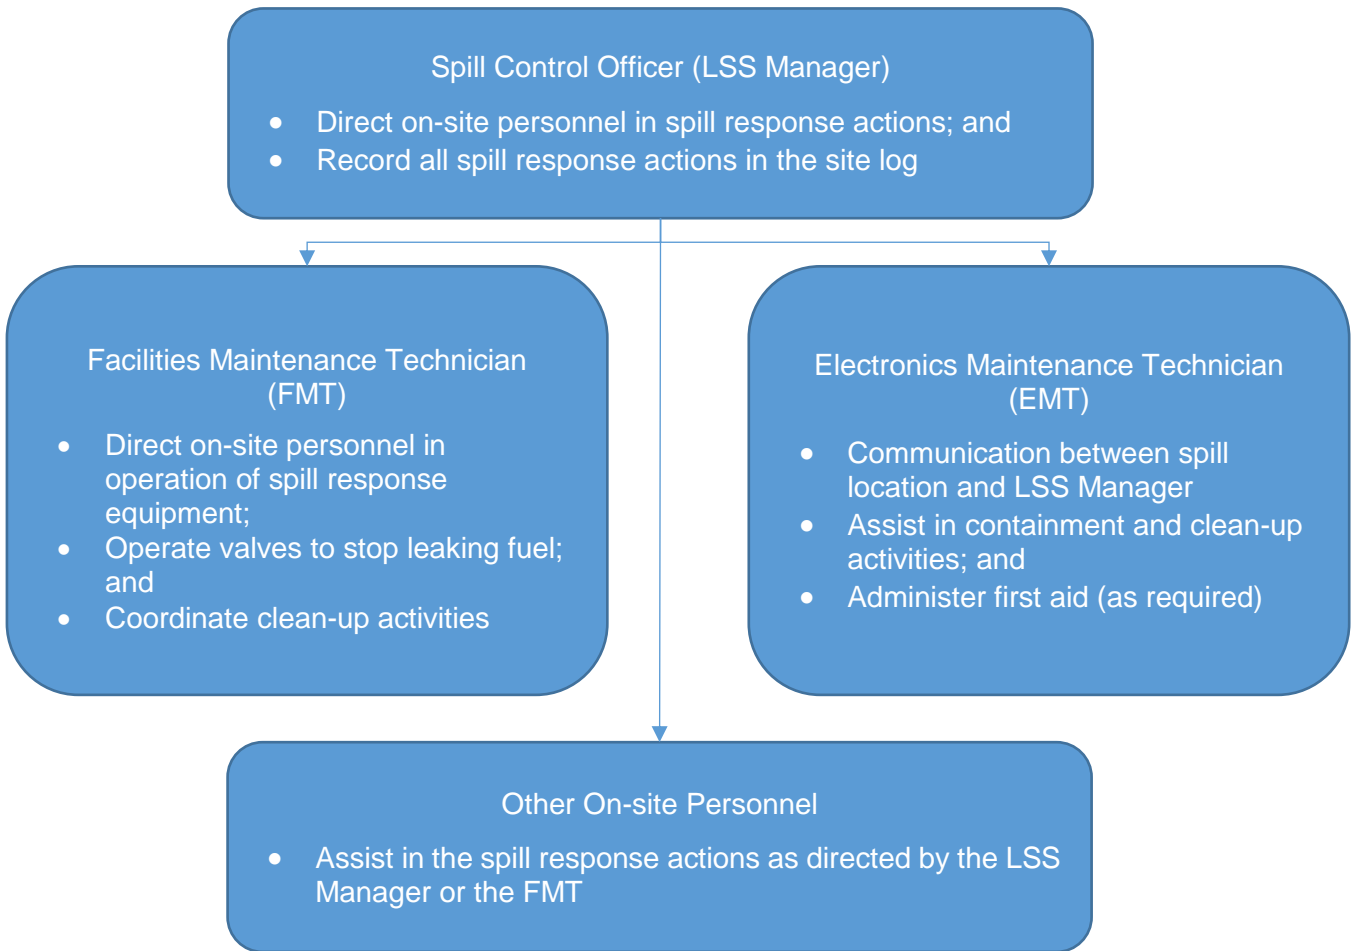 Spill Control Officer (LSS Manager)
● Direct on-site personnel in spill response actions; and
● Record all spill response actions in the site log
Facilities Maintenance Technician
(FMT)
● Direct on-site personnel in
operation of spill response
equipment;
● Operate valves to stop leaking fuel;
and
● Coordinate clean-up activities
Electronics Maintenance Technician
(EMT)
● Communication between spill
location and LSS Manager
● Assist in containment and clean-up
activities; and
● Administer first aid (as required)
Other On-site Personnel
● Assist in the spill response actions as directed by the LSS
Manager or the FMT